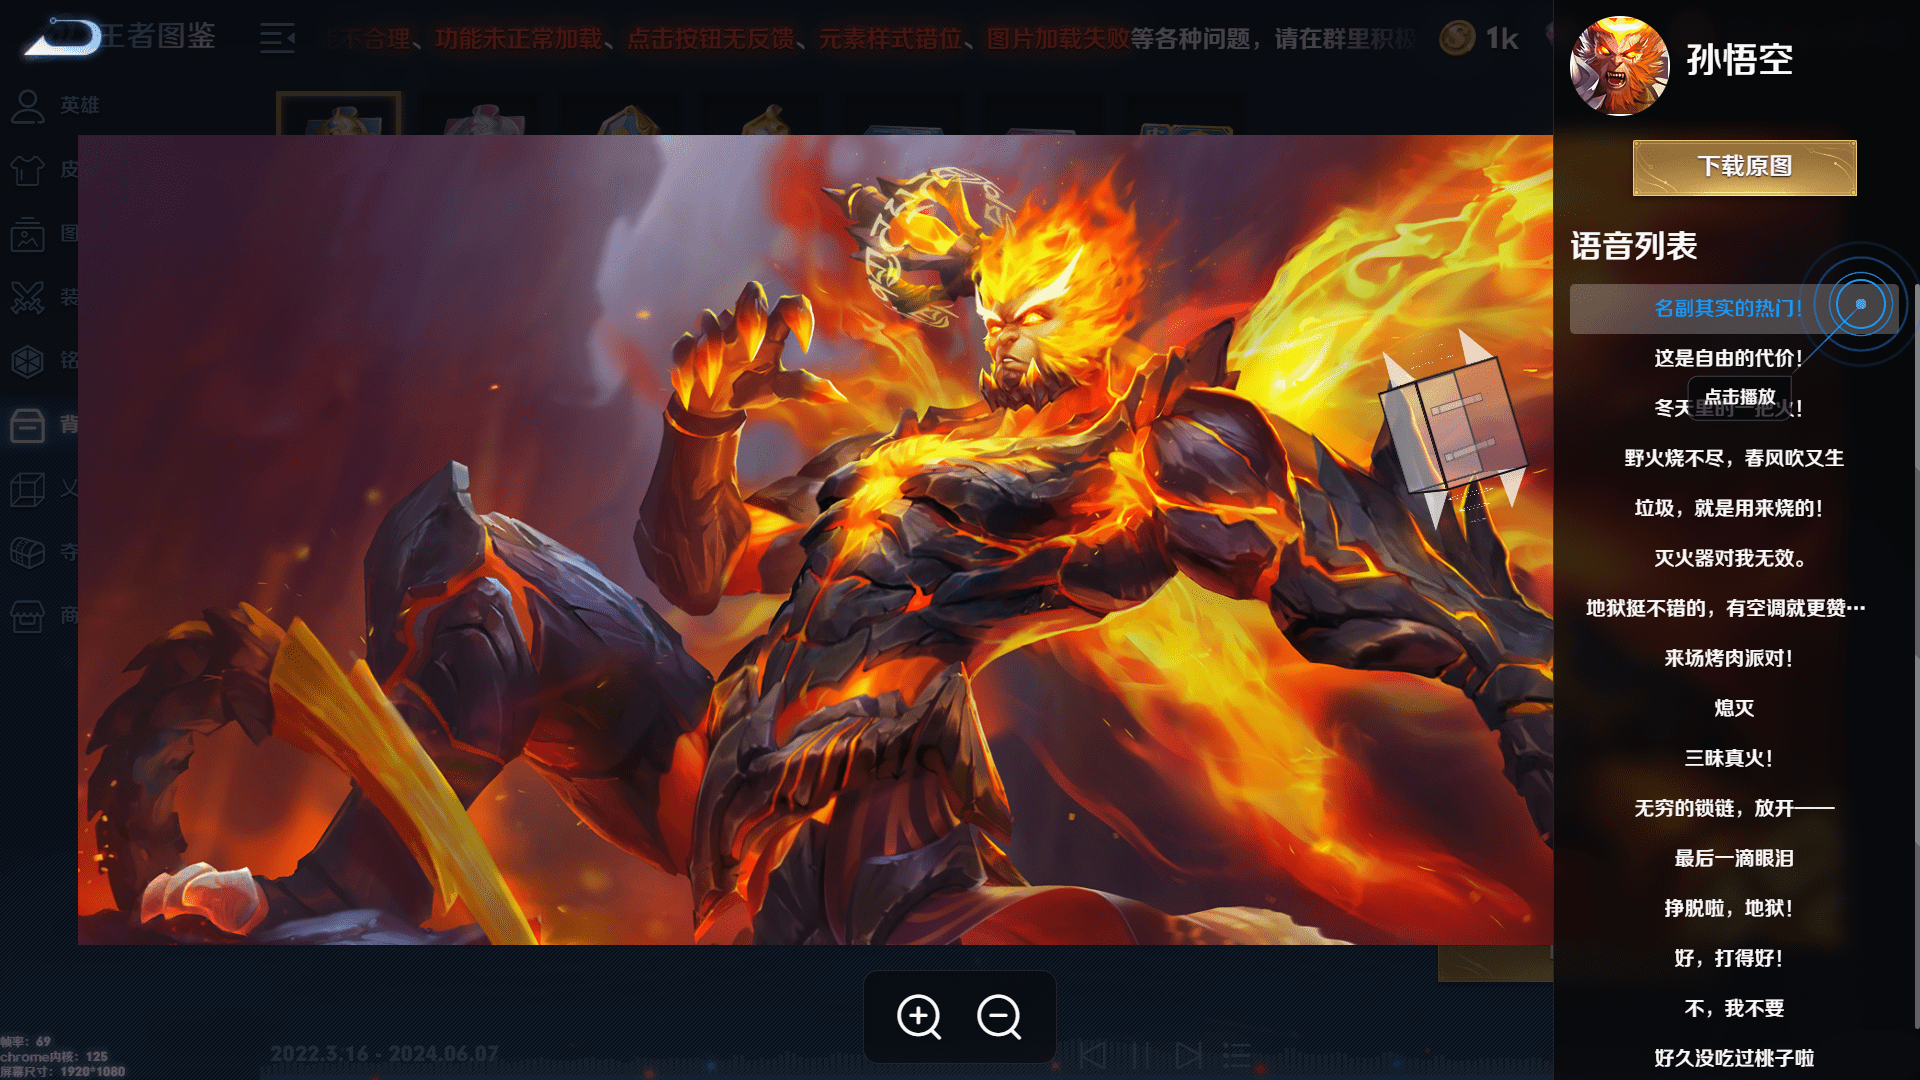 王者图鉴
不合理、功能未正常加载、点击按钮无反馈、元素样式错位、图片加载失败等各种问题，请在群里积极
1k
英雄
皮
图
装
铭
背
义
夺
商
孙悟空
下载原图
语音列表
名副其实的热门！
这是自由的代价！
点击播放
冬天里的一把火！
野火烧不尽，春风吹又生
垃圾，就是用来烧的！
灭火器对我无效。
地狱挺不错的，有空调就更赞…
来场烤肉派对！
熄灭
三昧真火！
无穷的锁链，放开——
最后一滴眼泪
挣脱啦，地狱！
好，打得好！
不，我不要
好久没吃过桃子啦
2022.3.16 - 2024.06.07
帧率：69
chrome内核：125
屏幕尺寸：1920*1080